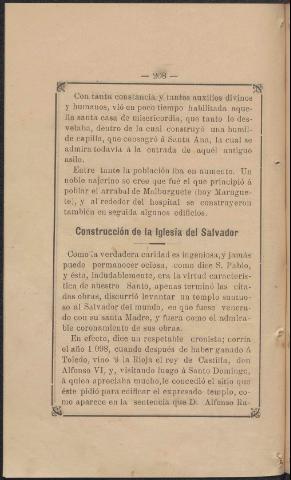 — 208 —
Con tanta constancia y tantos auxilios divinos
y humanos, vió en poco tiempo habilitada aque-
lla santa casa de misericordia, que tanto le des-
velaba, dentro de la cual construyó una humil-
de capilla, que consagró á Santa Ana, la cual se
admira todavía á la entrada de aquél antiguo
asilo.
Entre tanto la población iba en aumento. Un
noble najerino se cree que fué el que principió á
poblar el arrabal de Malburguete (hoy Margue-
te), y al rededor del hospital se construyeron
también en seguida algunos edificios.
Construcción de la Iglesia del Salvador
Como la verdadera caridad es ingeniosa, y jamás
puede permanecer ociosa, como dice S. Pablo,
y ésta, indudablemente, era la virtud caracterís-
tica de nuestro Santo, apenas terminó las cita-
das obras, discurrió levantar un templo suntuo-
so al Salvador del mundo, en que fuese venera-
do con su santa Madre, y fuera como el admira-
ble coronamiento de sus obras.
En efecto, dice un respetable cronista; corría
el año 1.098, cuando después de haber ganado á
Toledo, vino á la Rioja el rey de Castilla, don
Alfonso VI, y, visitando luego á Santo Domingo,
á quien apreciaba mucho, le concedió el sitio que
éste pidió para edificar el expresado templo, co-
mo aparece en la sentencia que D. Alfonso Ra-